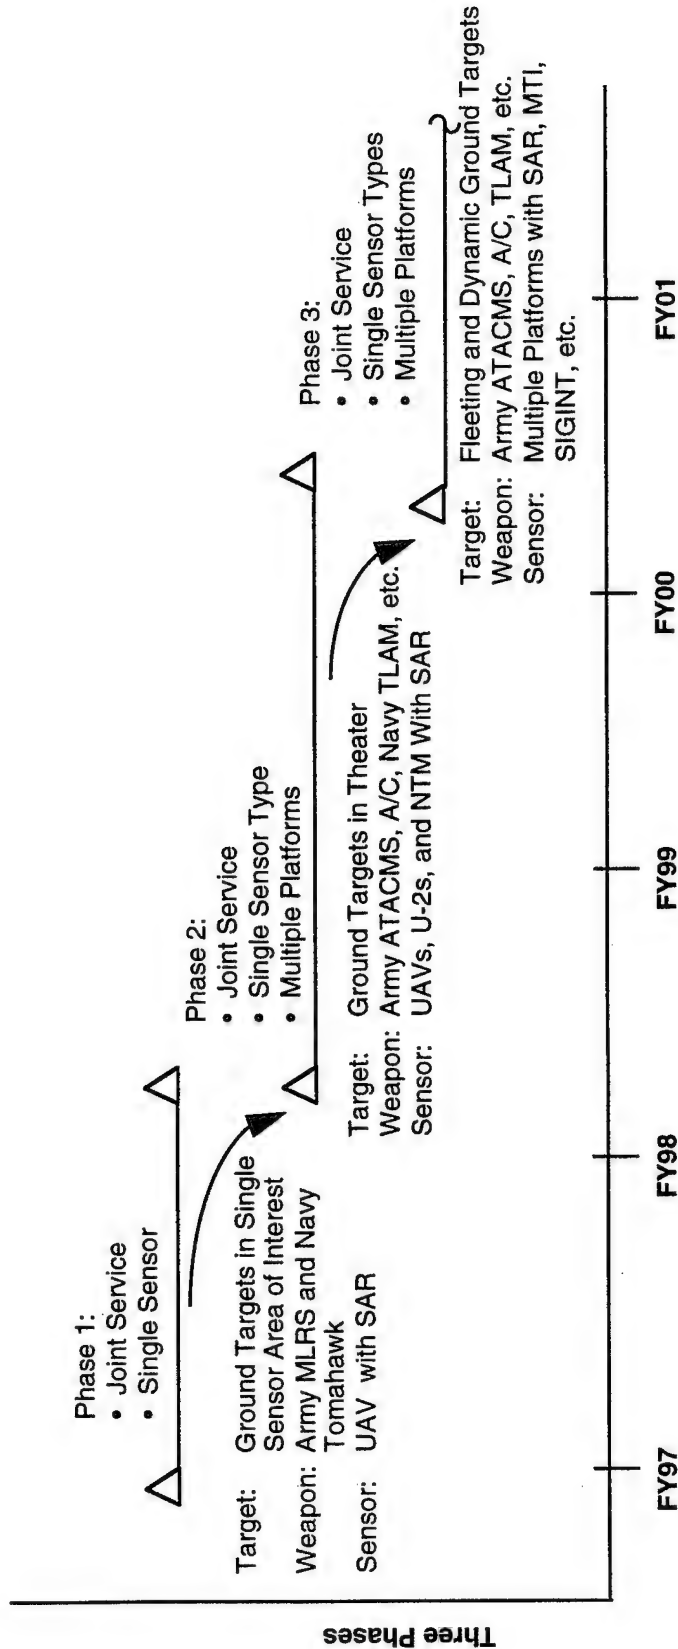 Three Phases
Phase 1:
• Joint Service
• Single Sensor
Target: Ground Targets in Single
Sensor Area of Interest
Weapon: Army MLRS and Navy
Tomahawk
Sensor: UAV with SAR
Phase 2:
• Joint Service
• Single Sensor Type
• Multiple Platforms
Target: Ground Targets in Theater
Weapon: Army ATACMS, A/C, Navy TLAM, etc.
Sensor: UAVs, U-2s, and NTM With SAR
Phase 3:
• Joint Service
• Single Sensor Types
• Multiple Platforms
Target: Fleeting and Dynamic Ground Targets
Weapon: Army ATACMS, A/C, TLAM, etc.
Sensor: Multiple Platforms with SAR, MTI,
SIGINT, etc.
FY97
FY98
FY99
FY00
FY01